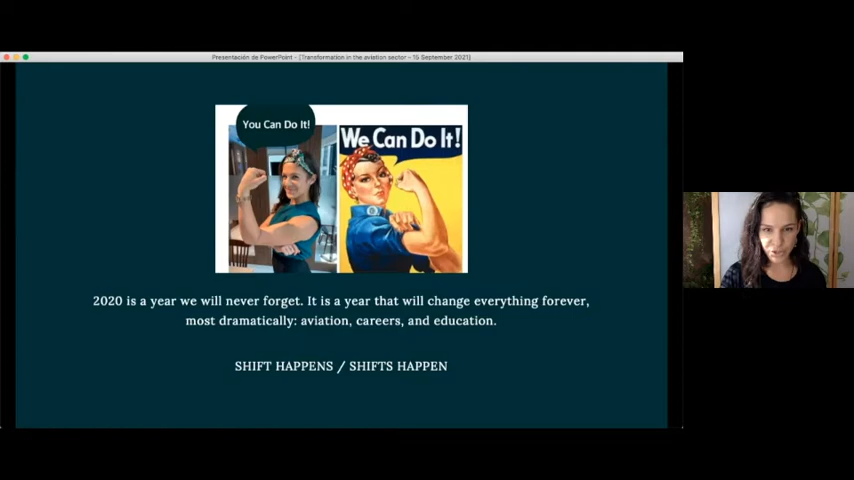 Presentación de PowerPoint - [Transformation in the aviation sector - 15 September 2021]
You Can Do It!
We Can Do It!
2020 is a year we will never forget. It is a year that will change everything forever,
most dramatically: aviation, careers, and education.
SHIFT HAPPENS / SHIFTS HAPPEN